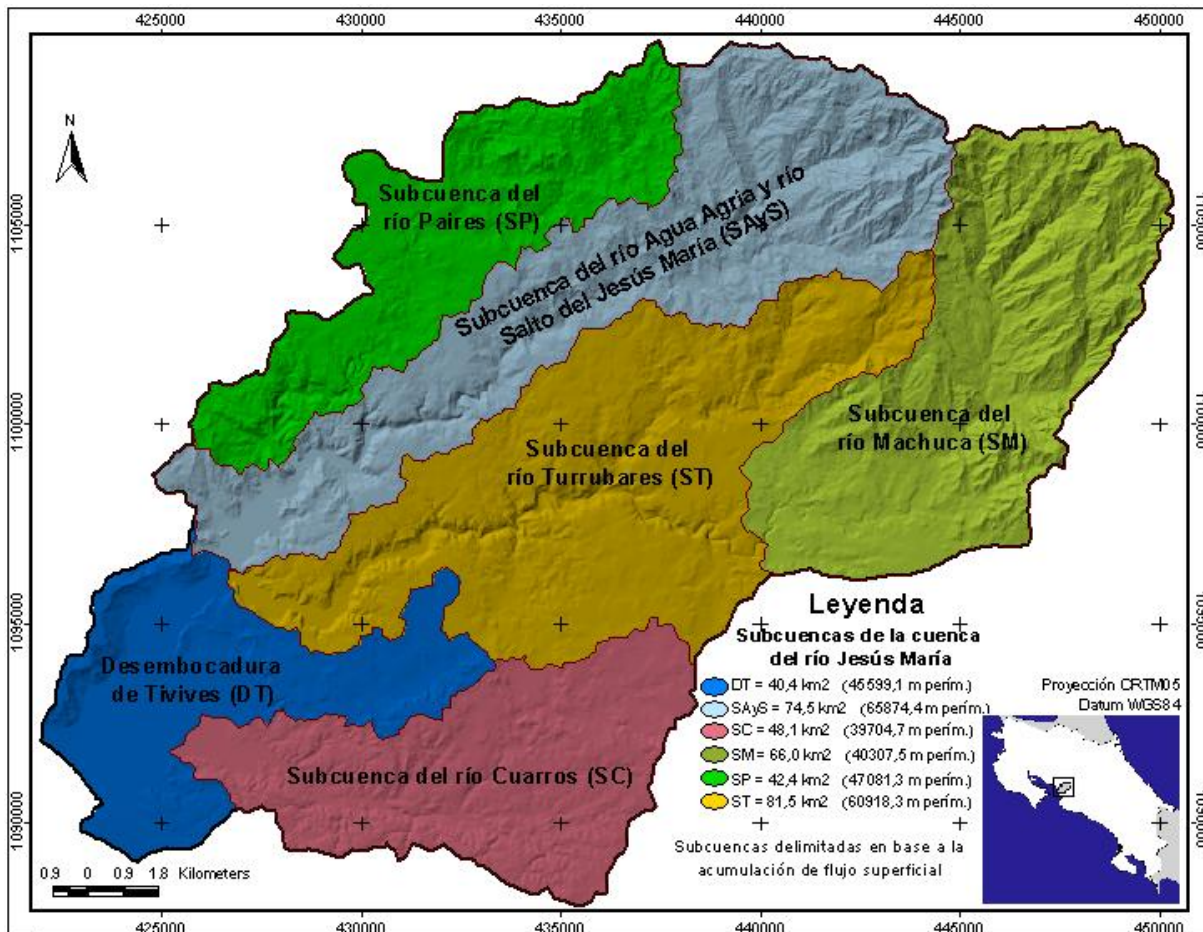 425000 430000 435000 440000 445000 450000
N
1105000
1100000
1095000
1090000
1105000
1100000
1095000
1090000
Subcuenca del
río Paires (SP)
Subcuenca del río Agua Agria y río
Salto del Jesús María (SAyS)
Subcuenca del
río Machuca (SM)
Subcuenca del
río Turrubares (ST)
Desembocadura
de Tivives (DT)
Subcuenca del río Cuarros (SC)
Leyenda
Subcuecas de la cuenca
del río Jesús María
DT = 40,4 km2 (45599,1 m perím.)
SAyS = 74,5 km2 (65874,4 m perím.)
SC = 48,1 km2 (39704,7 m perím.)
SM = 66,0 km2 (40307,5 m perím.)
SP = 42,4 km2 (47081,3 m perím.)
ST = 81,5 km2 (60918,3 m perím.)
Subcuecas delimitadas en base a la
acumulación de flujo superficial
Proyección CRTM05
Datum WGS84
0.9 0 0.9 1.8 Kilometers
425000 430000 435000 440000 445000 450000